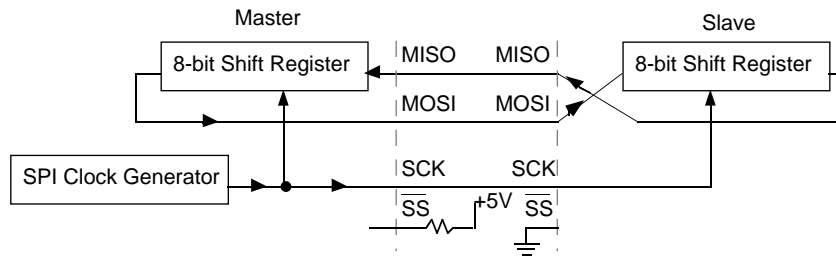 Master
Slave
8-bit Shift Register
MISO
MISO
8-bit Shift Register
MOSI
MOSI
SPI Clock Generator
SCK
SCK
SS
+5V
SS